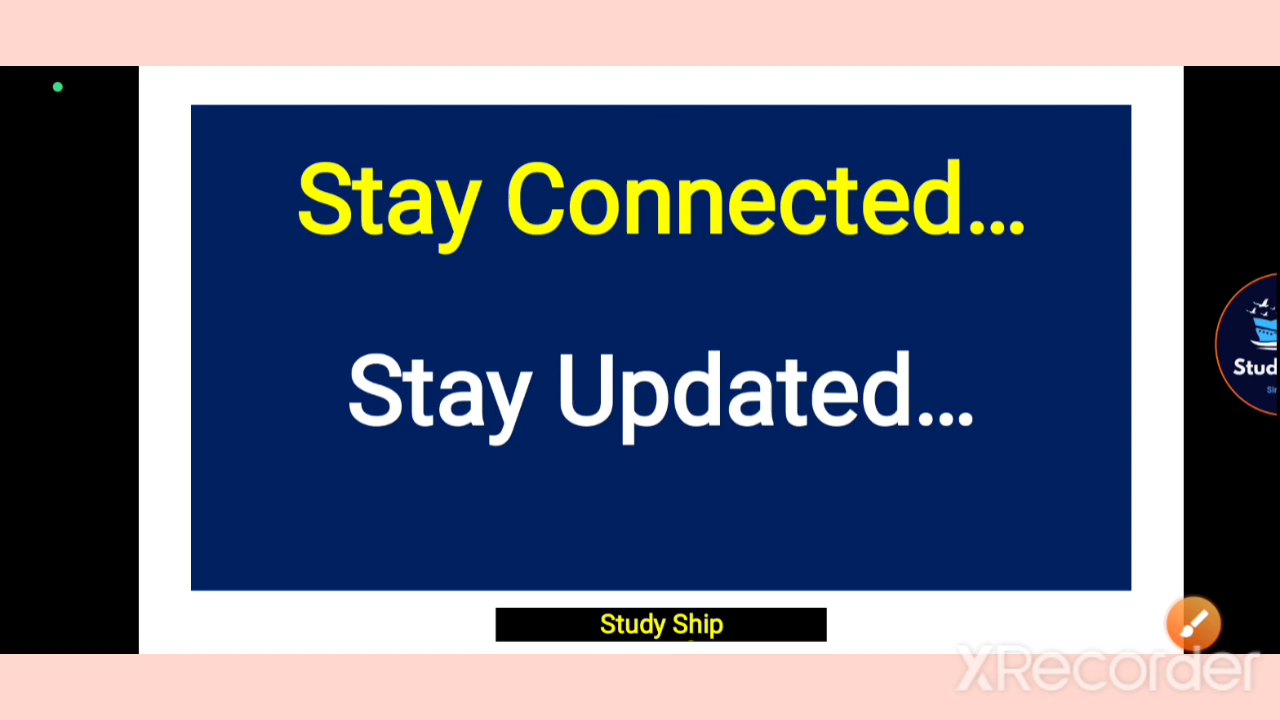 Stay Connected...
Stay Updated...
Study Ship
XRecorder